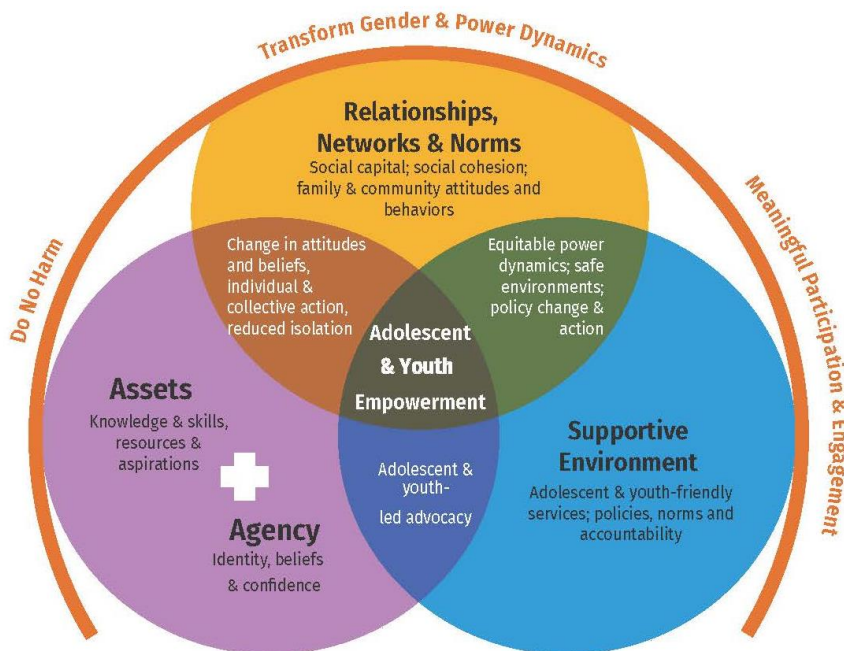 Transform Gender & Power Dynamics
Do No Harm
Meaningful Participation & Engagement
Relationships,
Networks & Norms
Social capital; social cohesion;
family & community attitudes and
behaviors
Change in attitudes
and beliefs,
individual &
collective action,
reduced isolation
Equitable power
dynamics; safe
environments;
policy change &
action
Adolescent
& Youth
Empowerment
Assets
Knowledge & skills,
resources &
aspirations
Agency
Identity, beliefs
& confidence
Adolescent &
youth-
led advocacy
Supportive
Environment
Adolescent & youth-friendly
services; policies, norms and
accountability